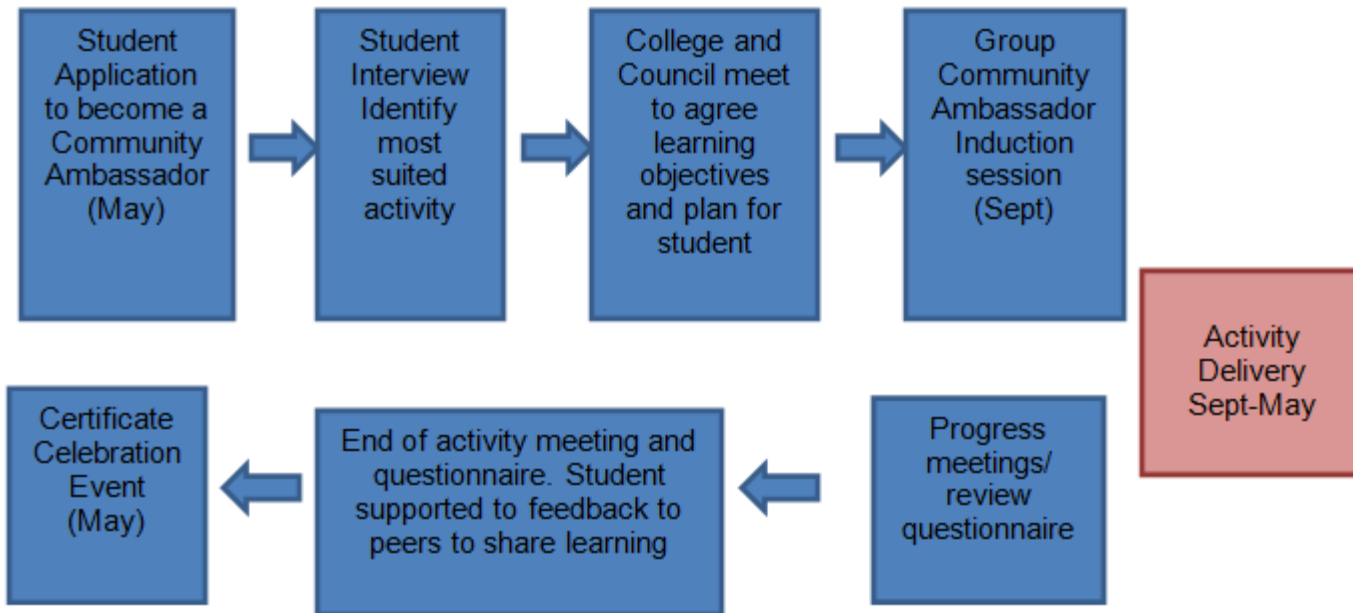 Student
Application
to become a
Community
Ambassador
(May)
Student
Interview
Identify
most
suited
activity
College and
Council meet
to agree
learning
objectives
and plan for
student
Group
Community
Ambassador
Induction
session
(Sept)
Activity
Delivery
Sept-May
Progress
meetings/
review
questionnaire
End of activity meeting and
questionnaire. Student
supported to feedback to
peers to share learning
Certificate
Celebration
Event
(May)